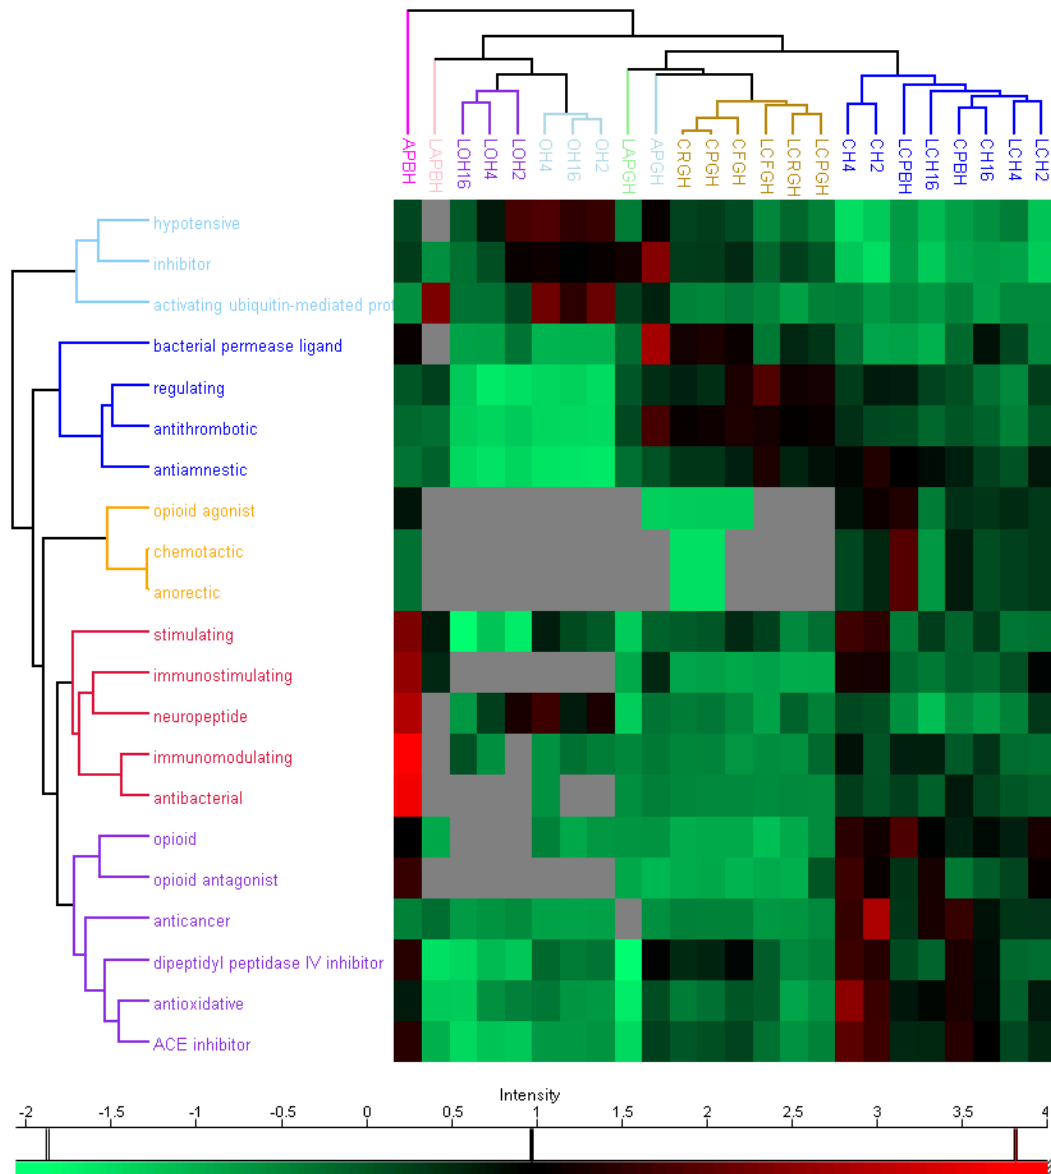 APBH
LAPBH
LOH16
LOH4
LOH2
OH4
OH16
OH2
LAPGH
APGH
CRGH
CPGH
CFGH
LCFGH
LCRGH
LCPGH
CH4
CH2
LCPBH
LCH16
CPBH
CH16
LCH4
LCH2
hypotensive
inhibitor
activating ubiquitin-mediated prot
bacterial permease ligand
regulating
antithrombotic
antiamnestic
opioid agonist
chemotactic
anorectic
stimulating
immunostimulating
neuropeptide
immunomodulating
antibacterial
opioid
opioid antagonist
anticancer
dipeptidyl peptidase IV inhibitor
antioxidative
ACE inhibitor
Intensity
-2 -1.5 -1 -0.5 0 0.5 1 1.5 2 2.5 3 3.5 4